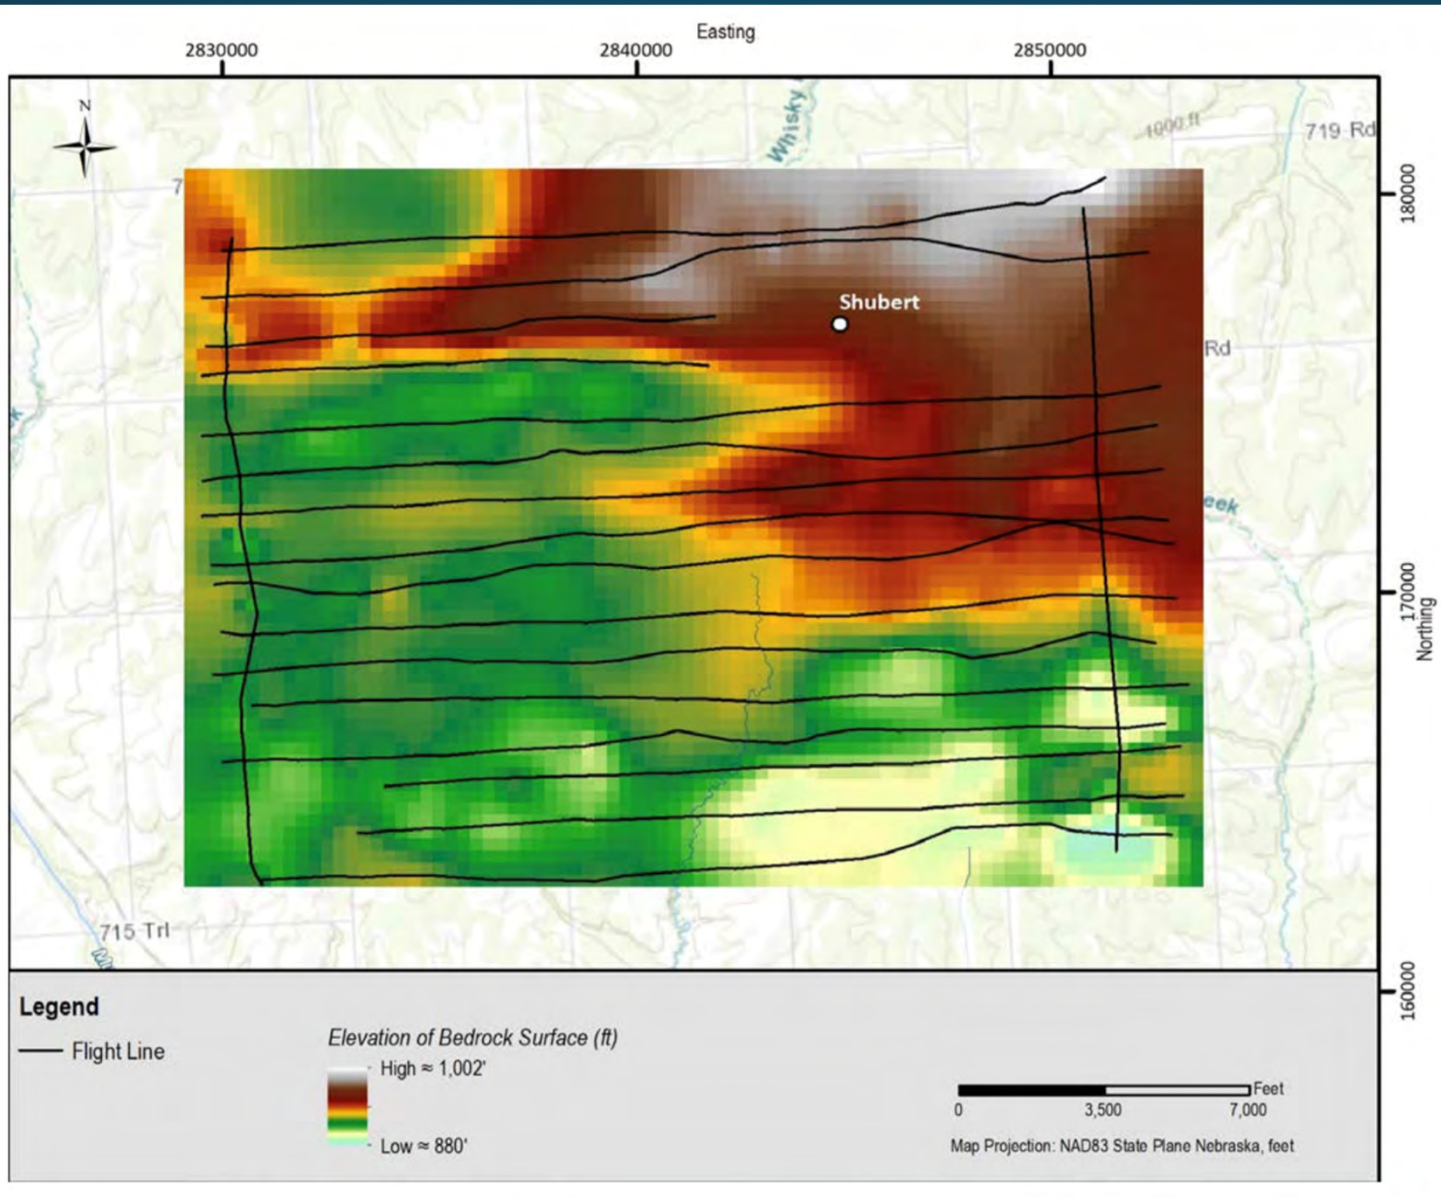 Easting
2830000
2840000
2850000
N
Whisky
1000 ft
719 Rd
7
180000
Shubert
Rd
k
eek
170000
Northing
715 Trl
M
160000
Legend
Flight Line
Elevation of Bedrock Surface (ft)
High ≈ 1,002'
Low ≈ 880'
Feet
0
3,500
7,000
Map Projection: NAD83 State Plane Nebraska, feet